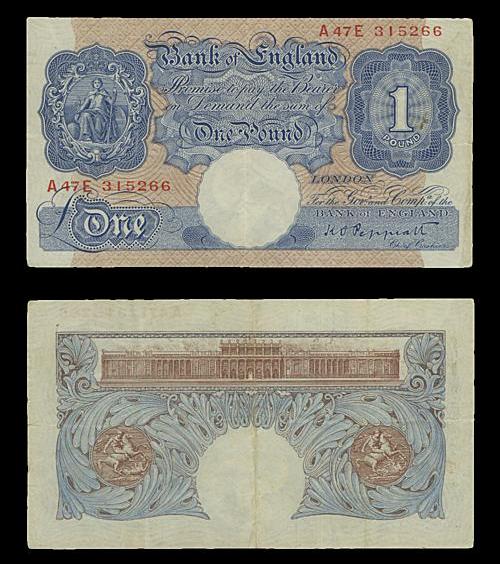 A47E 315266
Bank of England
Promise to pay the Bearer
on Demand the sum of
One Pound
1
POUND
A47E 315266
LONDON
For the Govr and Compa of the
BANK OF ENGLAND
£One
K O Peppiatt
Chief Cashier